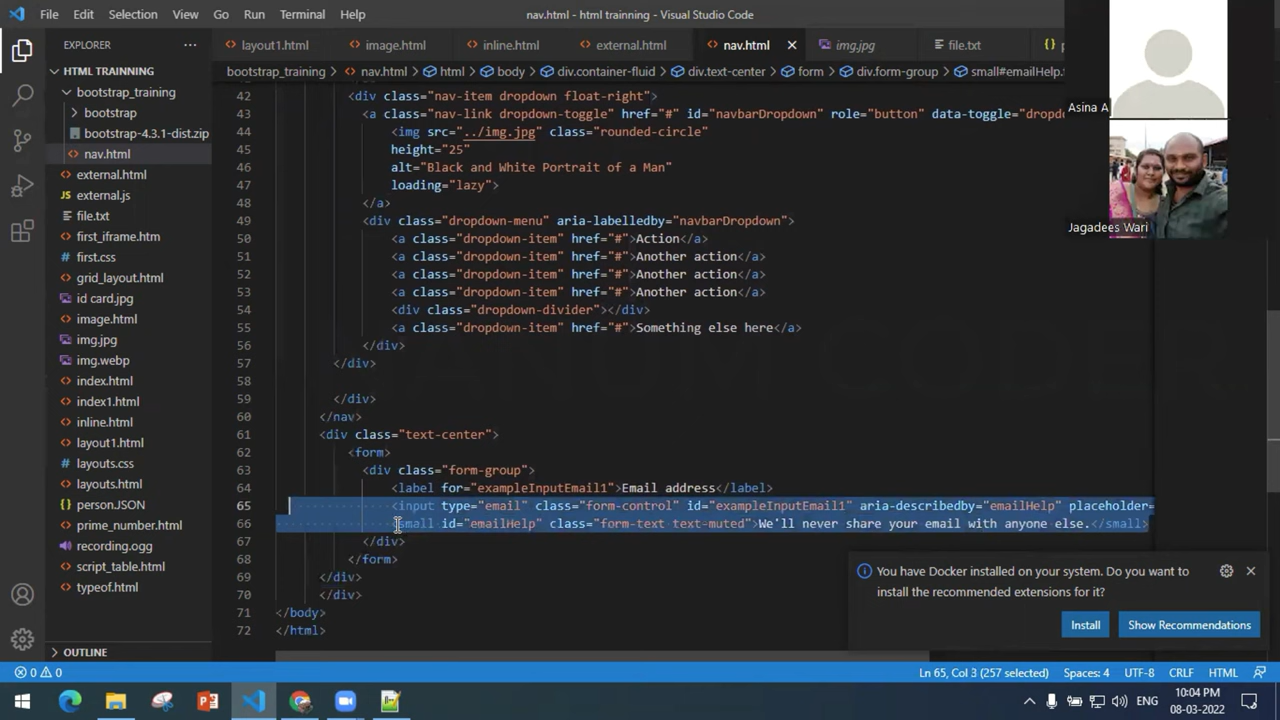 File Edit Selection View Go Run Terminal Help
nav.html - html trainning - Visual Studio Code
EXPLORER
layout1.html image.html inline.html external.html nav.html img.jpg file.txt
HTML TRAINNING
bootstrap_training > nav.html > html > body > div.container-fluid > div.text-center > form > div.form-group > small#emailHelp.
bootstrap_training
bootstrap
bootstrap-4.3.1-dist.zip
nav.html
external.html
external.js
file.txt
first_iframe.htm
first.css
grid_layout.html
id card.jpg
image.html
img.jpg
img.webp
index.html
index1.html
inline.html
layout1.html
layouts.css
layouts.html
personJSON
prime_number.html
recording.ogg
script_table.html
typeof.html
OUTLINE
42 <div class="nav-item dropdown float-right">
43 <a class="nav-link dropdown-toggle" href="#" id="navbarDropdown" role="button" data-toggle="dropd
44 <img src="../img.jpg" class="rounded-circle"
45 height="25"
46 alt="Black and White Portrait of a Man"
47 loading="lazy">
48 </a>
49 <div class="dropdown-menu" aria-labelledby="navbarDropdown">
50 <a class="dropdown-item" href="#">Action</a>
51 <a class="dropdown-item" href="#">Another action</a>
52 <a class="dropdown-item" href="#">Another action</a>
53 <a class="dropdown-item" href="#">Another action</a>
54 <div class="dropdown-divider"></div>
55 <a class="dropdown-item" href="#">Something else here</a>
56 </div>
57 </div>
58
59 </div>
60 </nav>
61 <div class="text-center">
62 <form>
63 <div class="form-group">
64 <label for="exampleInputEmail1">Email address</label>
65 <input type="email" class="form-control" id="exampleInputEmail1" aria-describedby="emailHelp" placeholder=
66 <small id="emailHelp" class="form-text text-muted">We'll never share your email with anyone else.</small>
67 </div>
68 </form>
69 </div>
70 </div>
71 </body>
72 </html>
ANUM CODER
Asina A
Jagadees Wari
You have Docker installed on your system. Do you want to
install the recommended extensions for it?
Install Show Recommendations
0 0 Ln 65, Col 3 (257 selected) Spaces: 4 UTF-8 CRLF HTML
ENG
10:04 PM
08-03-2022